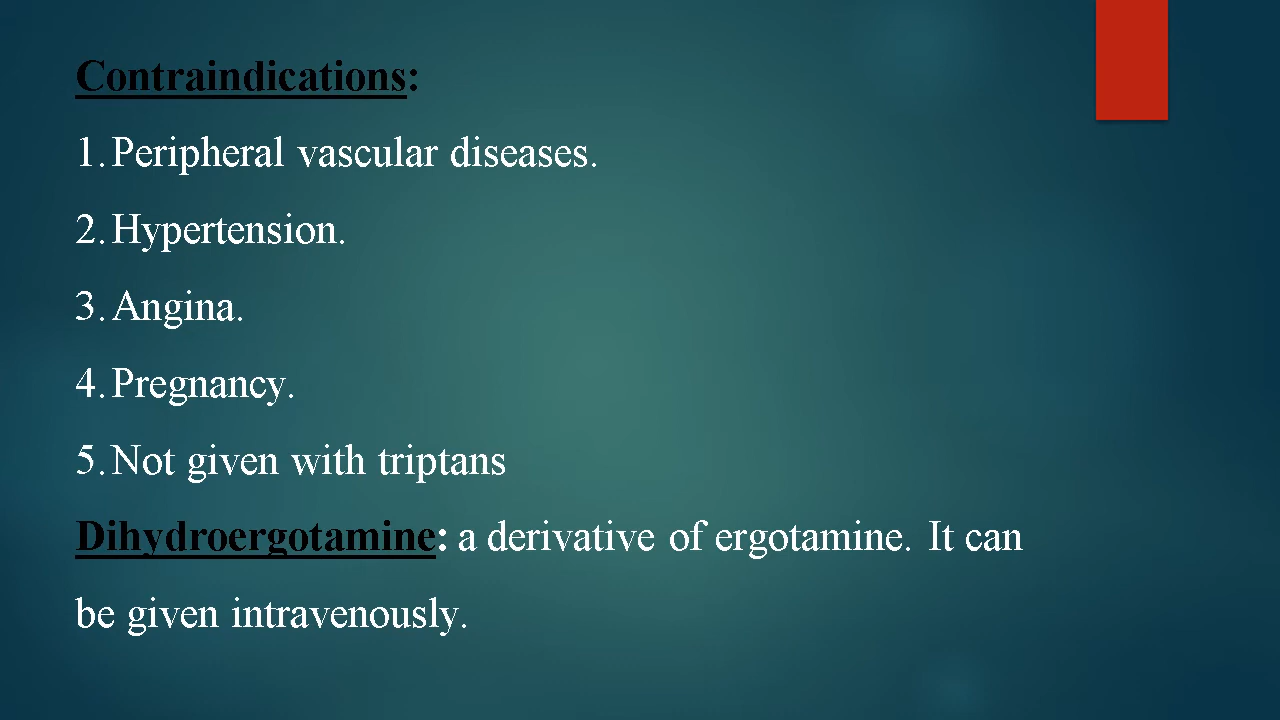 Contraindications:
1. Peripheral vascular diseases.
2. Hypertension.
3. Angina.
4. Pregnancy.
5. Not given with triptans
Dihydroergotamine: a derivative of ergotamine. It can
be given intravenously.